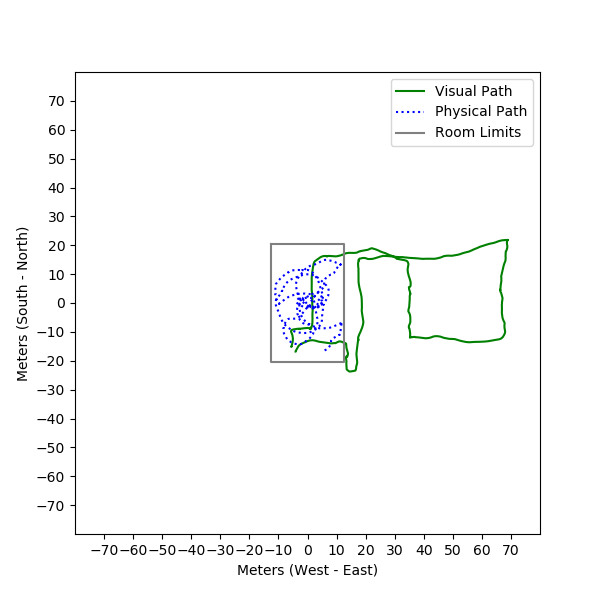 Visual Path
Physical Path
Room Limits
70
60
50
40
30
20
10
0
−10
−20
−30
−40
−50
−60
−70
Meters (South - North)
−70 −60 −50 −40 −30 −20 −10 0 10 20 30 40 50 60 70
Meters (West - East)